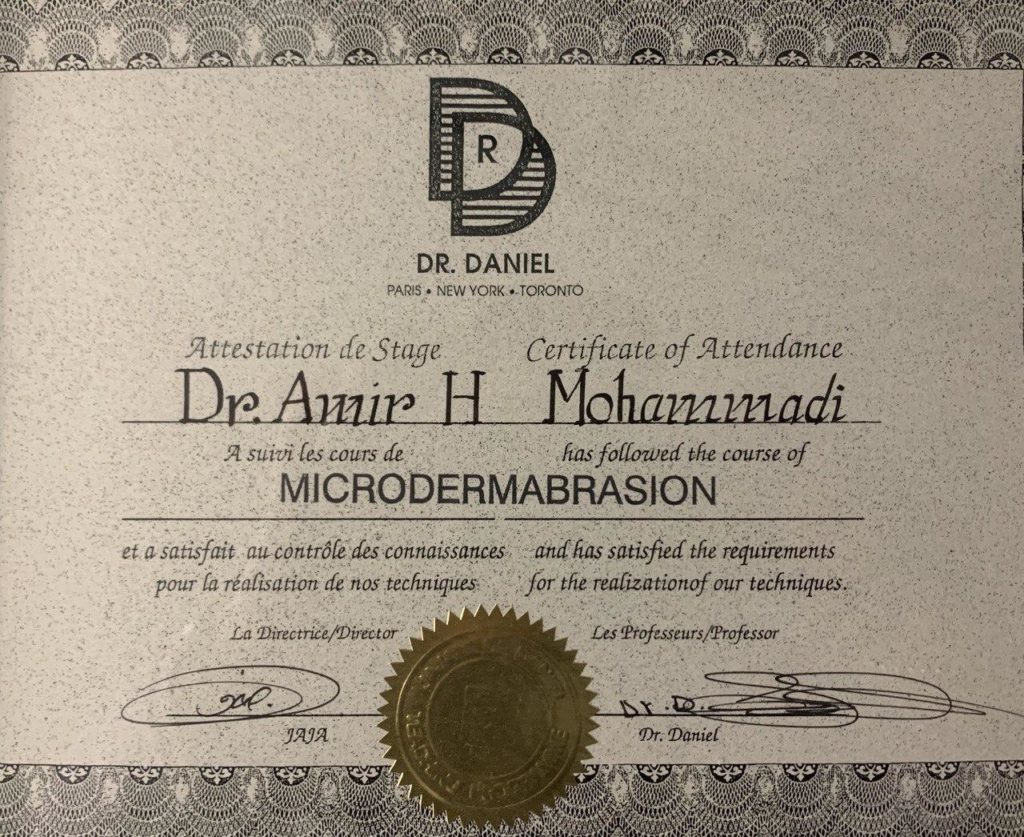 R
DR. DANIEL
PARIS • NEW YORK • TORONTO
Attestation de Stage Certificate of Attendance
Dr. Amir H Mohammadi
A suivi les cours de has followed the course of
MICRODERMABRASION
et a satisfait au contrôle des connaissances and has satisfied the requirements
pour la réalisation de nos techniques for the realizationof our techniques.
La Directrice/Director Les Professeurs/Professor
Dr. D.
JAJA Dr. Daniel